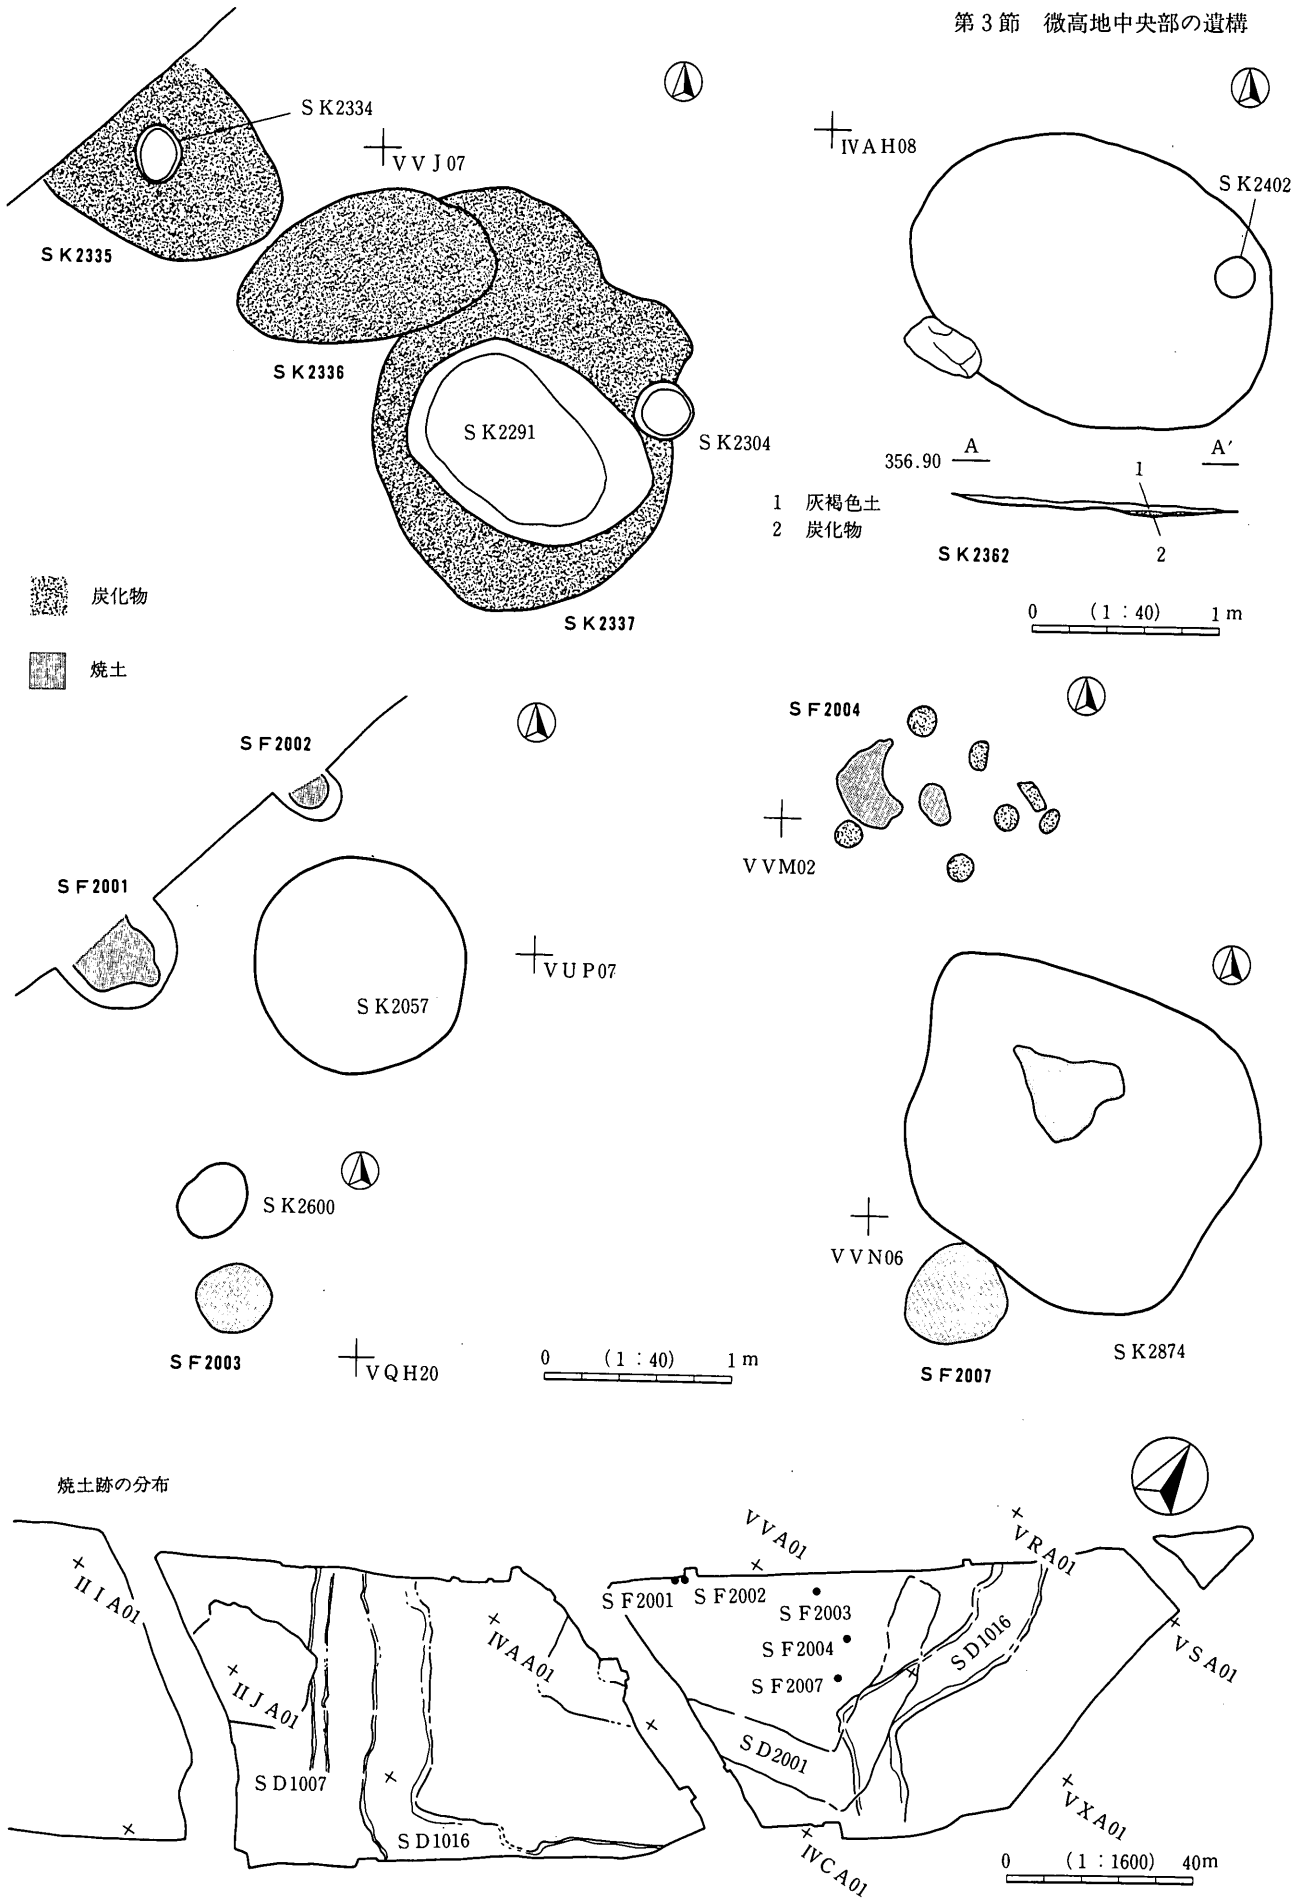 第3節 微高地中央部の遺構
SK2334
VVJ07
SK2335
SK2336
SK2291
SK2304
SK2337
IVAH08
SK2402
356.90
A
A′
1
1 灰褐色土
2 炭化物
2
SK2362
炭化物
焼土
0 (1:40) 1m
SF2002
SF2001
SK2057
VUP07
SF2004
VVM02
SK2600
SF2003
VQH20
0 (1:40) 1m
VVN06
SF2007
SK2874
焼土跡の分布
IIIA01
IIJA01
SD1007
IVAA01
SD1016
VVA01
VRA01
SF2001
SF2002
SF2003
SF2004
SF2007
SD1016
VSA01
SD2001
VXA01
IVCA01
0 (1:1600) 40m